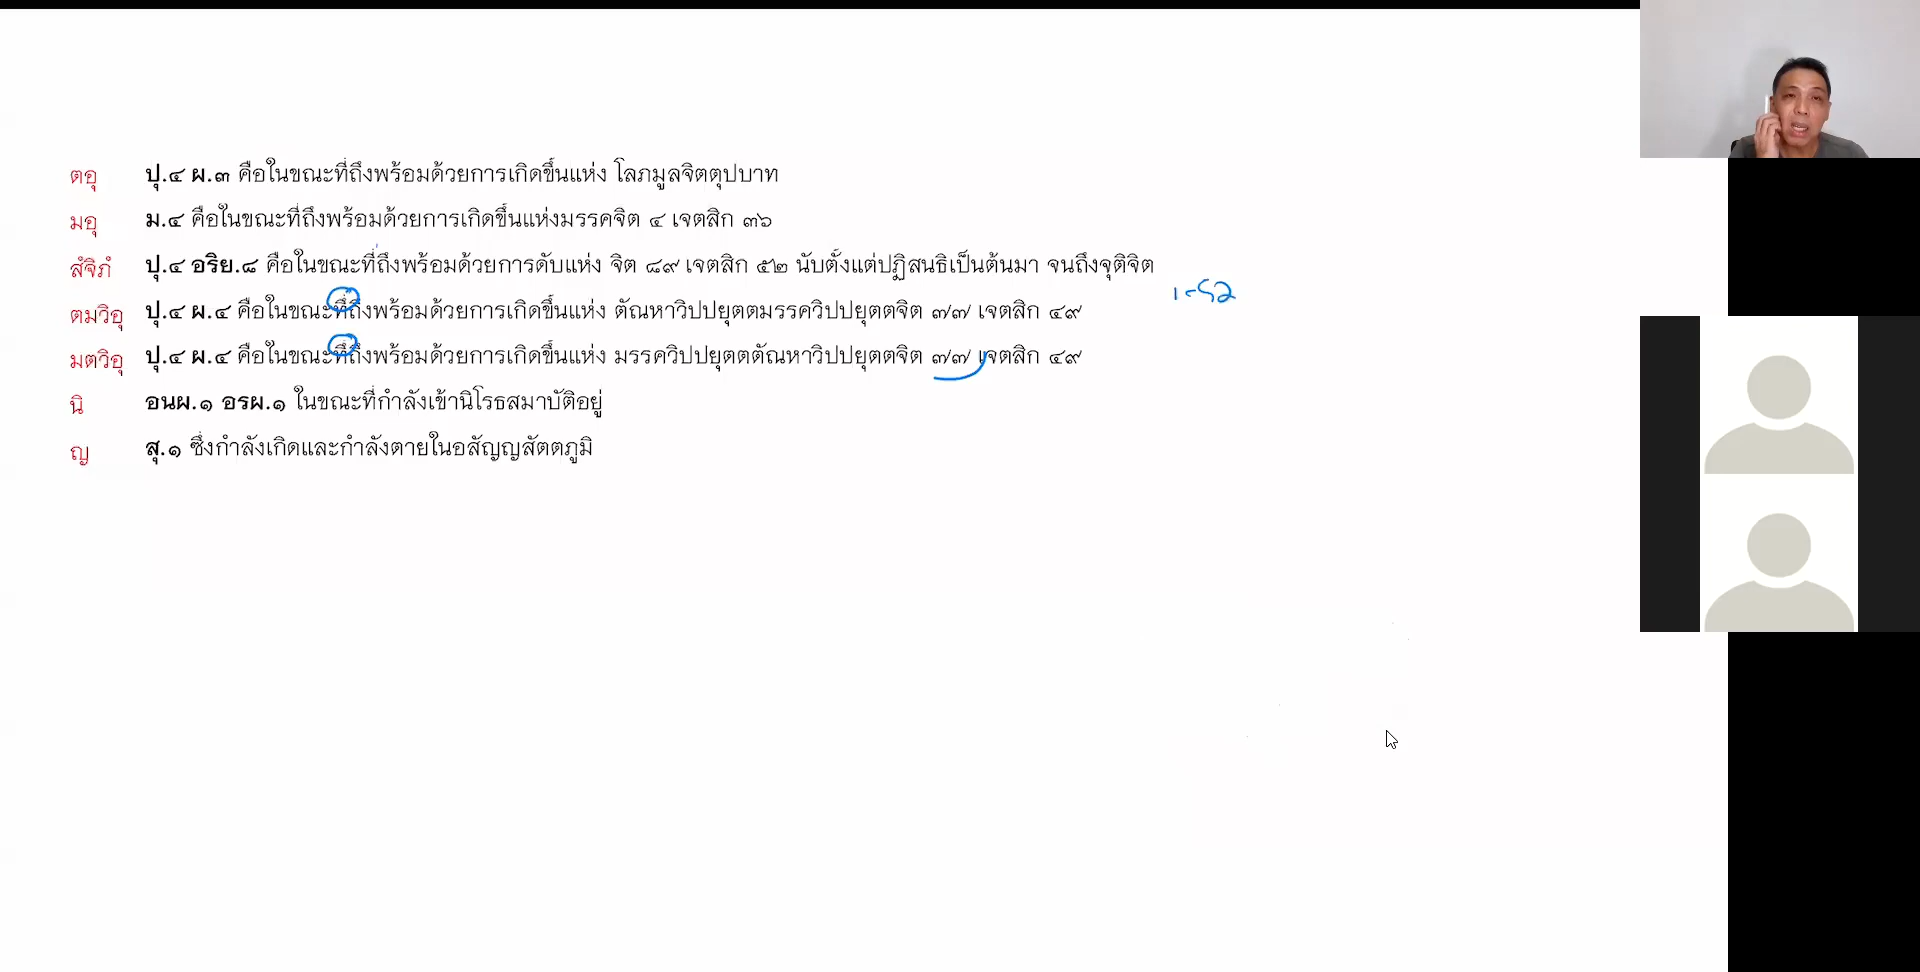 ตอุ ปุ.๔ ผ.๓ คือในขณะที่ถึงพร้อมด้วยการเกิดขึ้นแห่ง โลภมูลจิตตุปบาท
มอุ ม.๔ คือในขณะที่ถึงพร้อมด้วยการเกิดขึ้นแห่งมรรคจิต ๔ เจตสิก ๓๖
สํจิภํ ปุ.๔ อริย.๘ คือในขณะที่ถึงพร้อมด้วยการดับแห่ง จิต ๘๙ เจตสิก ๕๒ นับตั้งแต่ปฏิสนธิเป็นต้นมา จนถึงจุติจิต
ตมวิอุ ปุ.๔ ผ.๔ คือในขณะที่ถึงพร้อมด้วยการเกิดขึ้นแห่ง ตัณหาวิปปยุตตมรรควิปปยุตตจิต ๗๗ เจตสิก ๔๙
มตวิอุ ปุ.๔ ผ.๔ คือในขณะที่ถึงพร้อมด้วยการเกิดขึ้นแห่ง มรรควิปปยุตตตัณหาวิปปยุตตจิต ๗๗ เจตสิก ๔๙
นิ อนผ.๑ อรผ.๑ ในขณะที่กำลังเข้านิโรธสมาบัติอยู่
ญ สุ.๑ ซึ่งกำลังเกิดและกำลังตายในอสัญญสัตตภูมิ